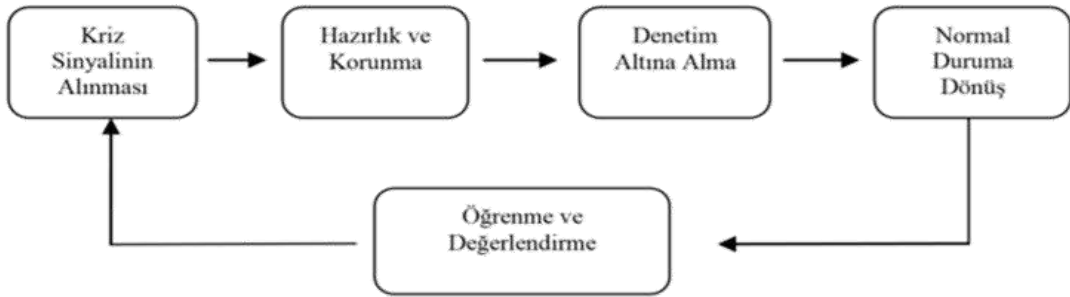 Kriz
Sinyalinin
Alınması
Hazırlık ve
Korunma
Denetim
Altına Alma
Normal
Duruma
Dönüş
Öğrenme ve
Değerlendirme